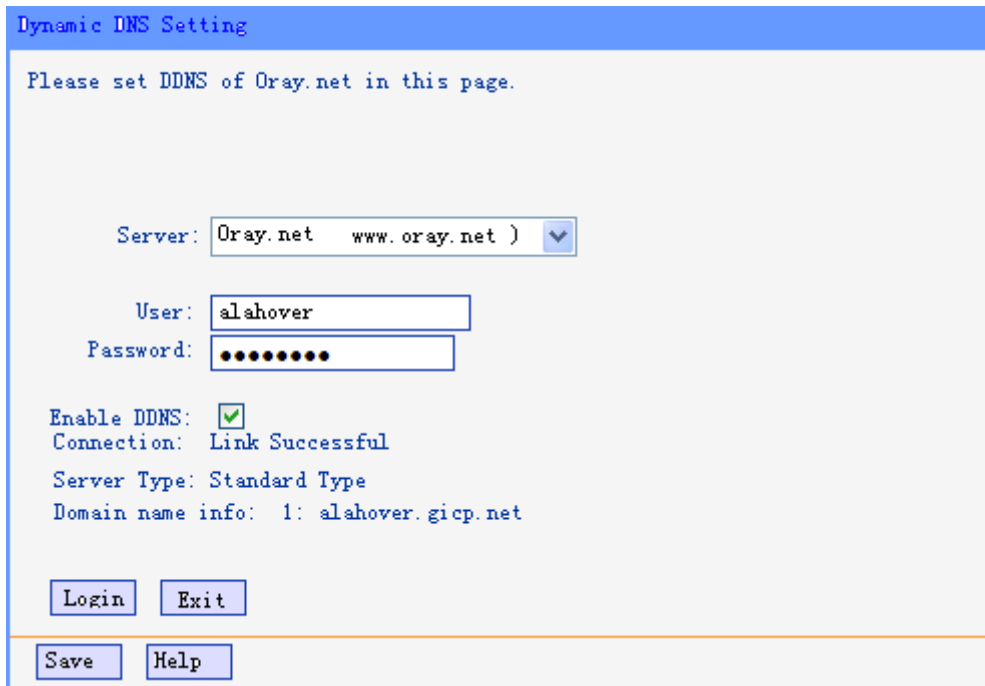 Dynamic DNS Setting
Please set DDNS of Oray.net in this page.
Server: Oray.net www.oray.net )
User: alahover
Password: ●●●●●●●●
Enable DDNS:
Connection: Link Successful
Server Type: Standard Type
Domain name info: 1: alahover.gicp.net
Login Exit
Save Help